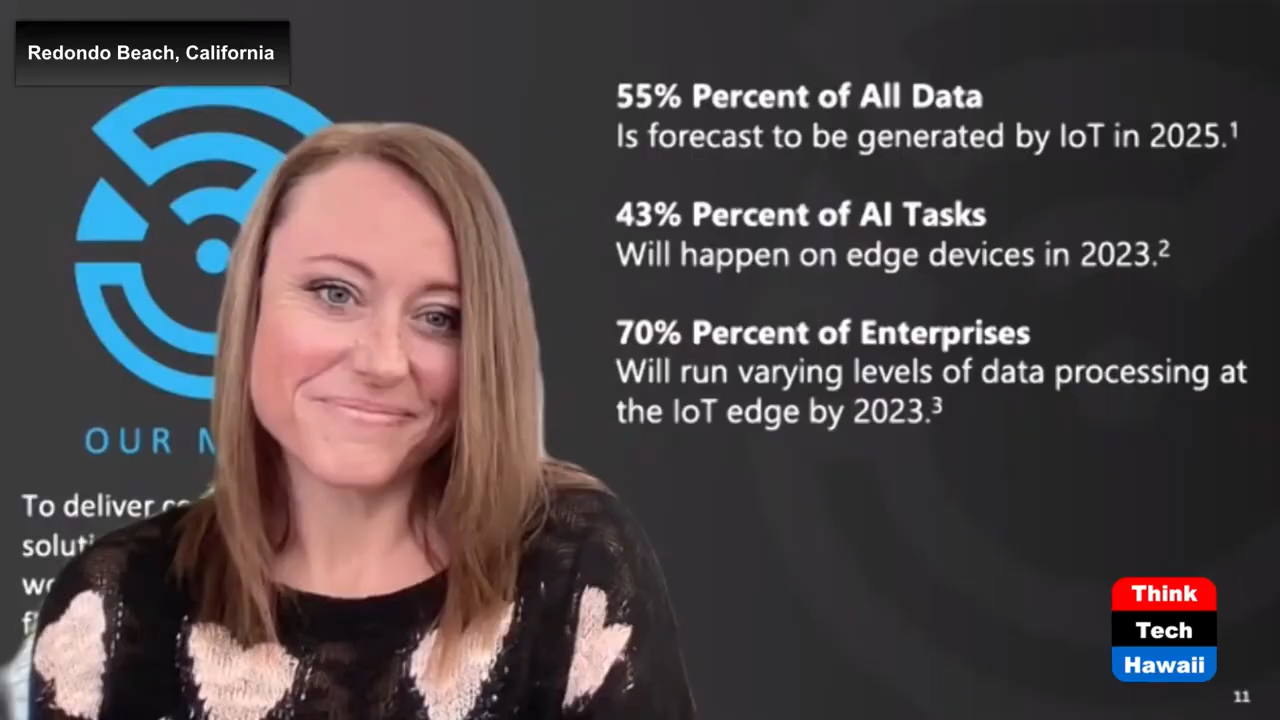 Redondo Beach, California
OUR
To deliver
55% Percent of All Data
Is forecast to be generated by IoT in 2025.¹
43% Percent of AI Tasks
Will happen on edge devices in 2023.²
70% Percent of Enterprises
Will run varying levels of data processing at
the IoT edge by 2023.³
Think
Tech
Hawaii
11